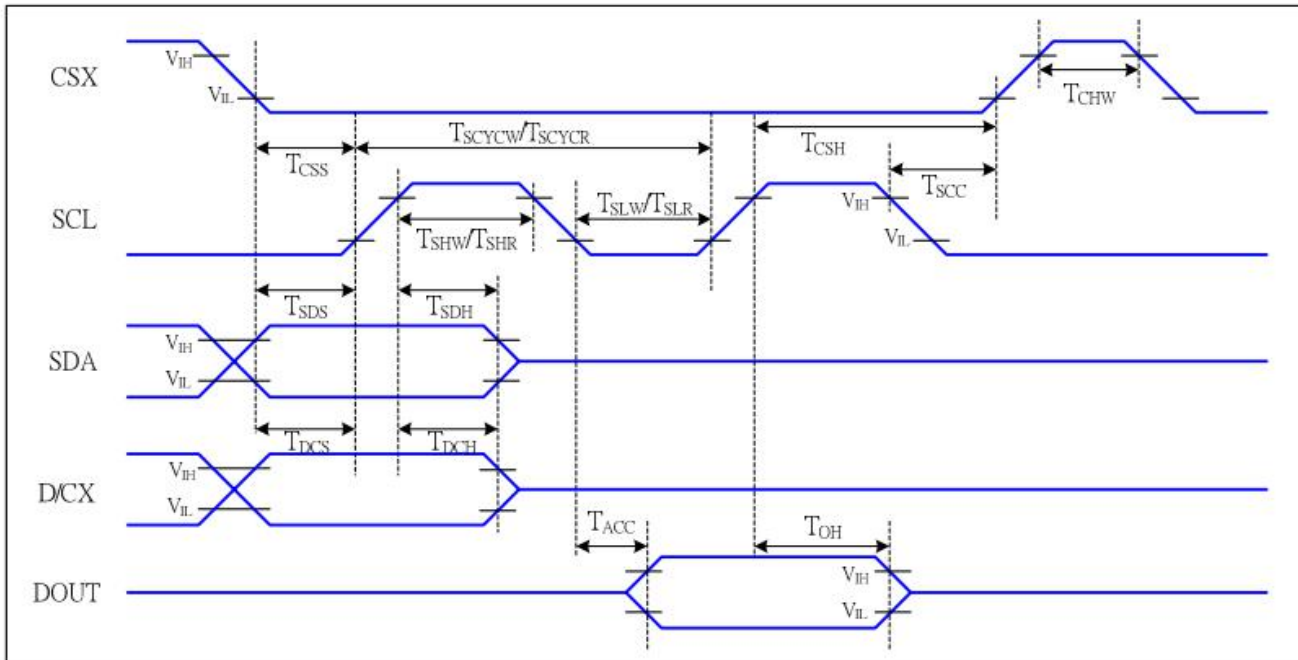 CSX
VIH
VIL
TCSS
TSCYCW/TSCYCR
TCSH
TCHW
TSCC
SCL
TSHW/TSHR
TSLW/TSLR
VIH
VIL
TSDS
TSDH
SDA
VIH
VIL
TDCS
TDCH
D/CX
VIH
VIL
TACC
TOH
DOUT
VIH
VIL